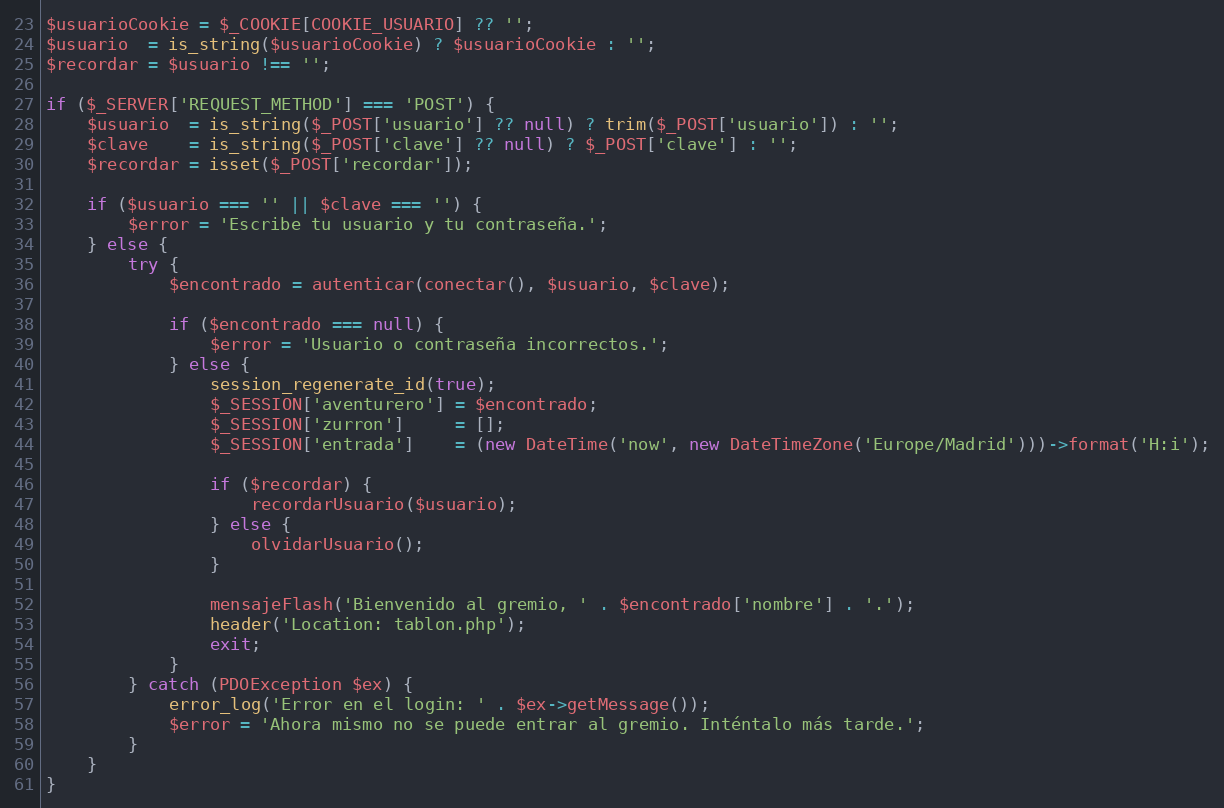 23 $usuarioCookie = $_COOKIE[COOKIE_USUARIO] ?? '';
24 $usuario  = is_string($usuarioCookie) ? $usuarioCookie : '';
25 $recordar = $usuario !== '';
26
27 if ($_SERVER['REQUEST_METHOD'] === 'POST') {
28     $usuario  = is_string($_POST['usuario'] ?? null) ? trim($_POST['usuario']) : '';
29     $clave    = is_string($_POST['clave'] ?? null) ? $_POST['clave'] : '';
30     $recordar = isset($_POST['recordar']);
31
32     if ($usuario === '' || $clave === '') {
33         $error = 'Escribe tu usuario y tu contraseña.';
34     } else {
35         try {
36             $encontrado = autenticar(conectar(), $usuario, $clave);
37
38             if ($encontrado === null) {
39                 $error = 'Usuario o contraseña incorrectos.';
40             } else {
41                 session_regenerate_id(true);
42                 $_SESSION['aventurero'] = $encontrado;
43                 $_SESSION['zurron']     = [];
44                 $_SESSION['entrada']    = (new DateTime('now', new DateTimeZone('Europe/Madrid')))->format('H:i');
45
46                 if ($recordar) {
47                     recordarUsuario($usuario);
48                 } else {
49                     olvidarUsuario();
50                 }
51
52                 mensajeFlash('Bienvenido al gremio, ' . $encontrado['nombre'] . '.');
53                 header('Location: tablon.php');
54                 exit;
55             }
56         } catch (PDOException $ex) {
57             error_log('Error en el login: ' . $ex->getMessage());
58             $error = 'Ahora mismo no se puede entrar al gremio. Inténtalo más tarde.';
59         }
60     }
61 }